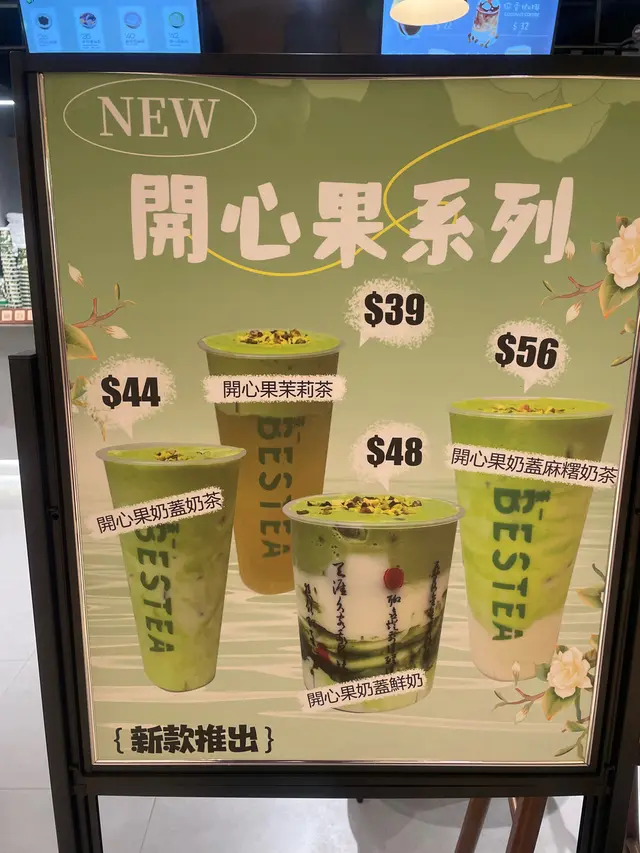 NEW
開心果系列
$39
開心果茉莉茶
$44
開心果奶蓋奶茶
$56
開心果奶蓋麻糬奶茶
$48
開心果奶蓋鮮奶
BESTEA
BESTEA
BESTEA
{新款推出}